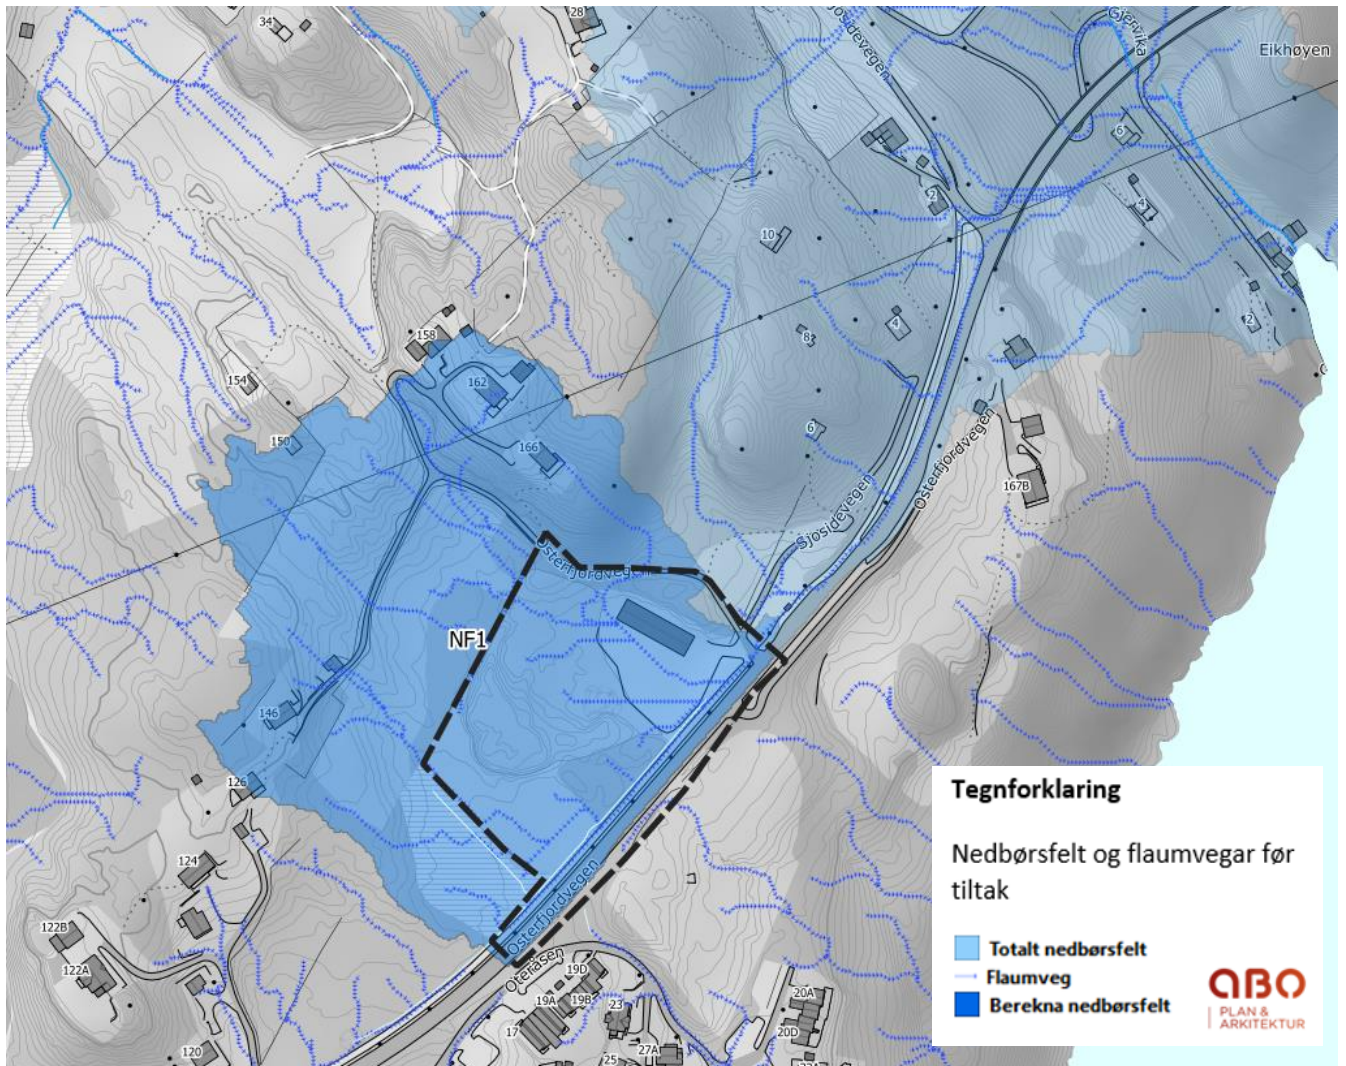 34
28
Sjosidevegen
Gjervika
Eikhøyen
6
2
4
10
158
4
2
8
154
162
6
150
166
Osterfjordvegen
167B
Sjosidevegen
Osterfjordvegen
NF1
146
126
124
Osterfjordvegen
122B
122A
Oteråsen
19D
19A
19B
23
17
20A
20D
27A
25
120
Tegnforklaring
Nedbørsfelt og flaumvegar før
tiltak
Totalt nedbørsfelt
Flaumveg
Berekna nedbørsfelt
ABO
PLAN &
ARKITEKTUR